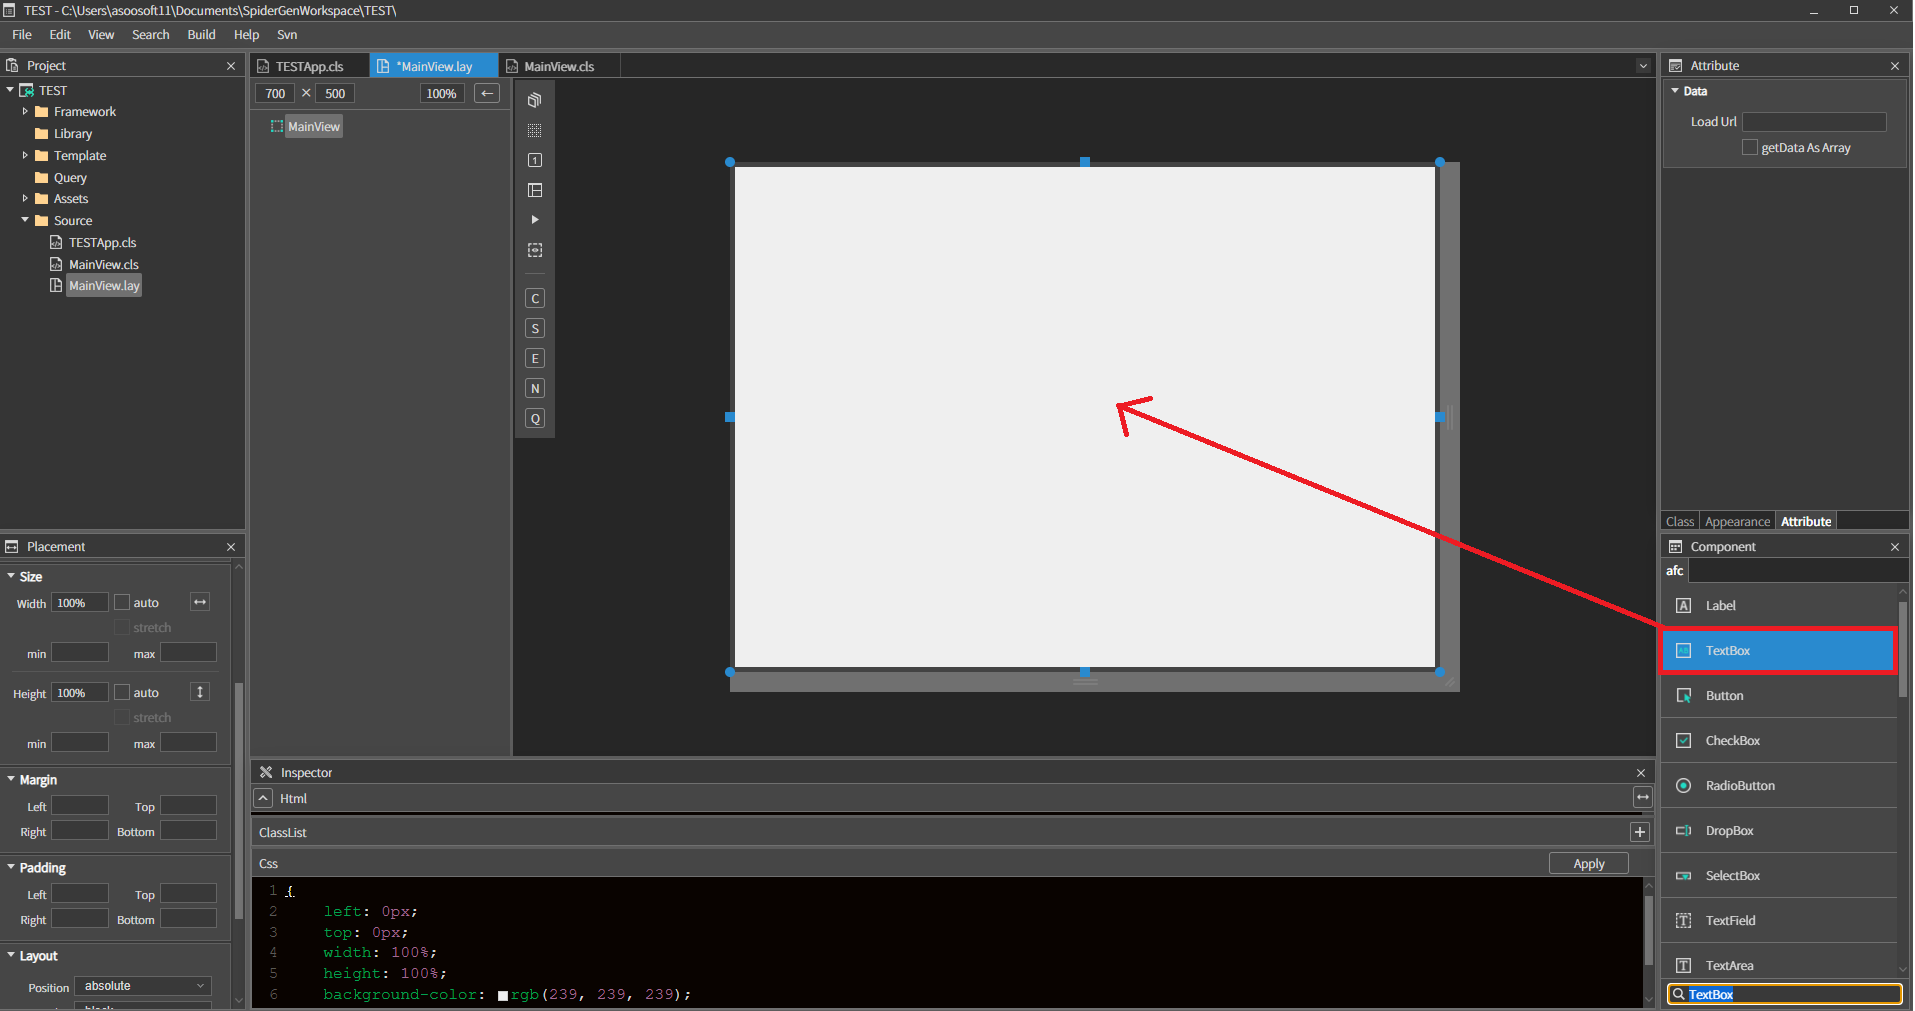 TEST - C:\Users\asoosoft11\Documents\SpiderGenWorkspace\TEST\
File Edit View Search Build Help Svn
Project
TEST
Framework
Library
Template
Query
Assets
Source
TESTApp.cls
MainView.cls
MainView.lay
Placement
Size
Width 100% auto
stretch
min max
Height 100% auto
stretch
min max
Margin
Left Top
Right Bottom
Padding
Left Top
Right Bottom
Layout
Position absolute
TESTApp.cls *MainView.lay MainView.cls
700 × 500 100%
MainView
1
C
S
E
N
Q
Inspector
Html
ClassList
Css Apply
1 {
2 left: 0px;
3 top: 0px;
4 width: 100%;
5 height: 100%;
6 background-color: rgb(239, 239, 239);
Attribute
Data
Load Url
getData As Array
Class Appearance Attribute
Component
afc
Label
TextBox
Button
CheckBox
RadioButton
DropBox
SelectBox
TextField
TextArea
TextBox